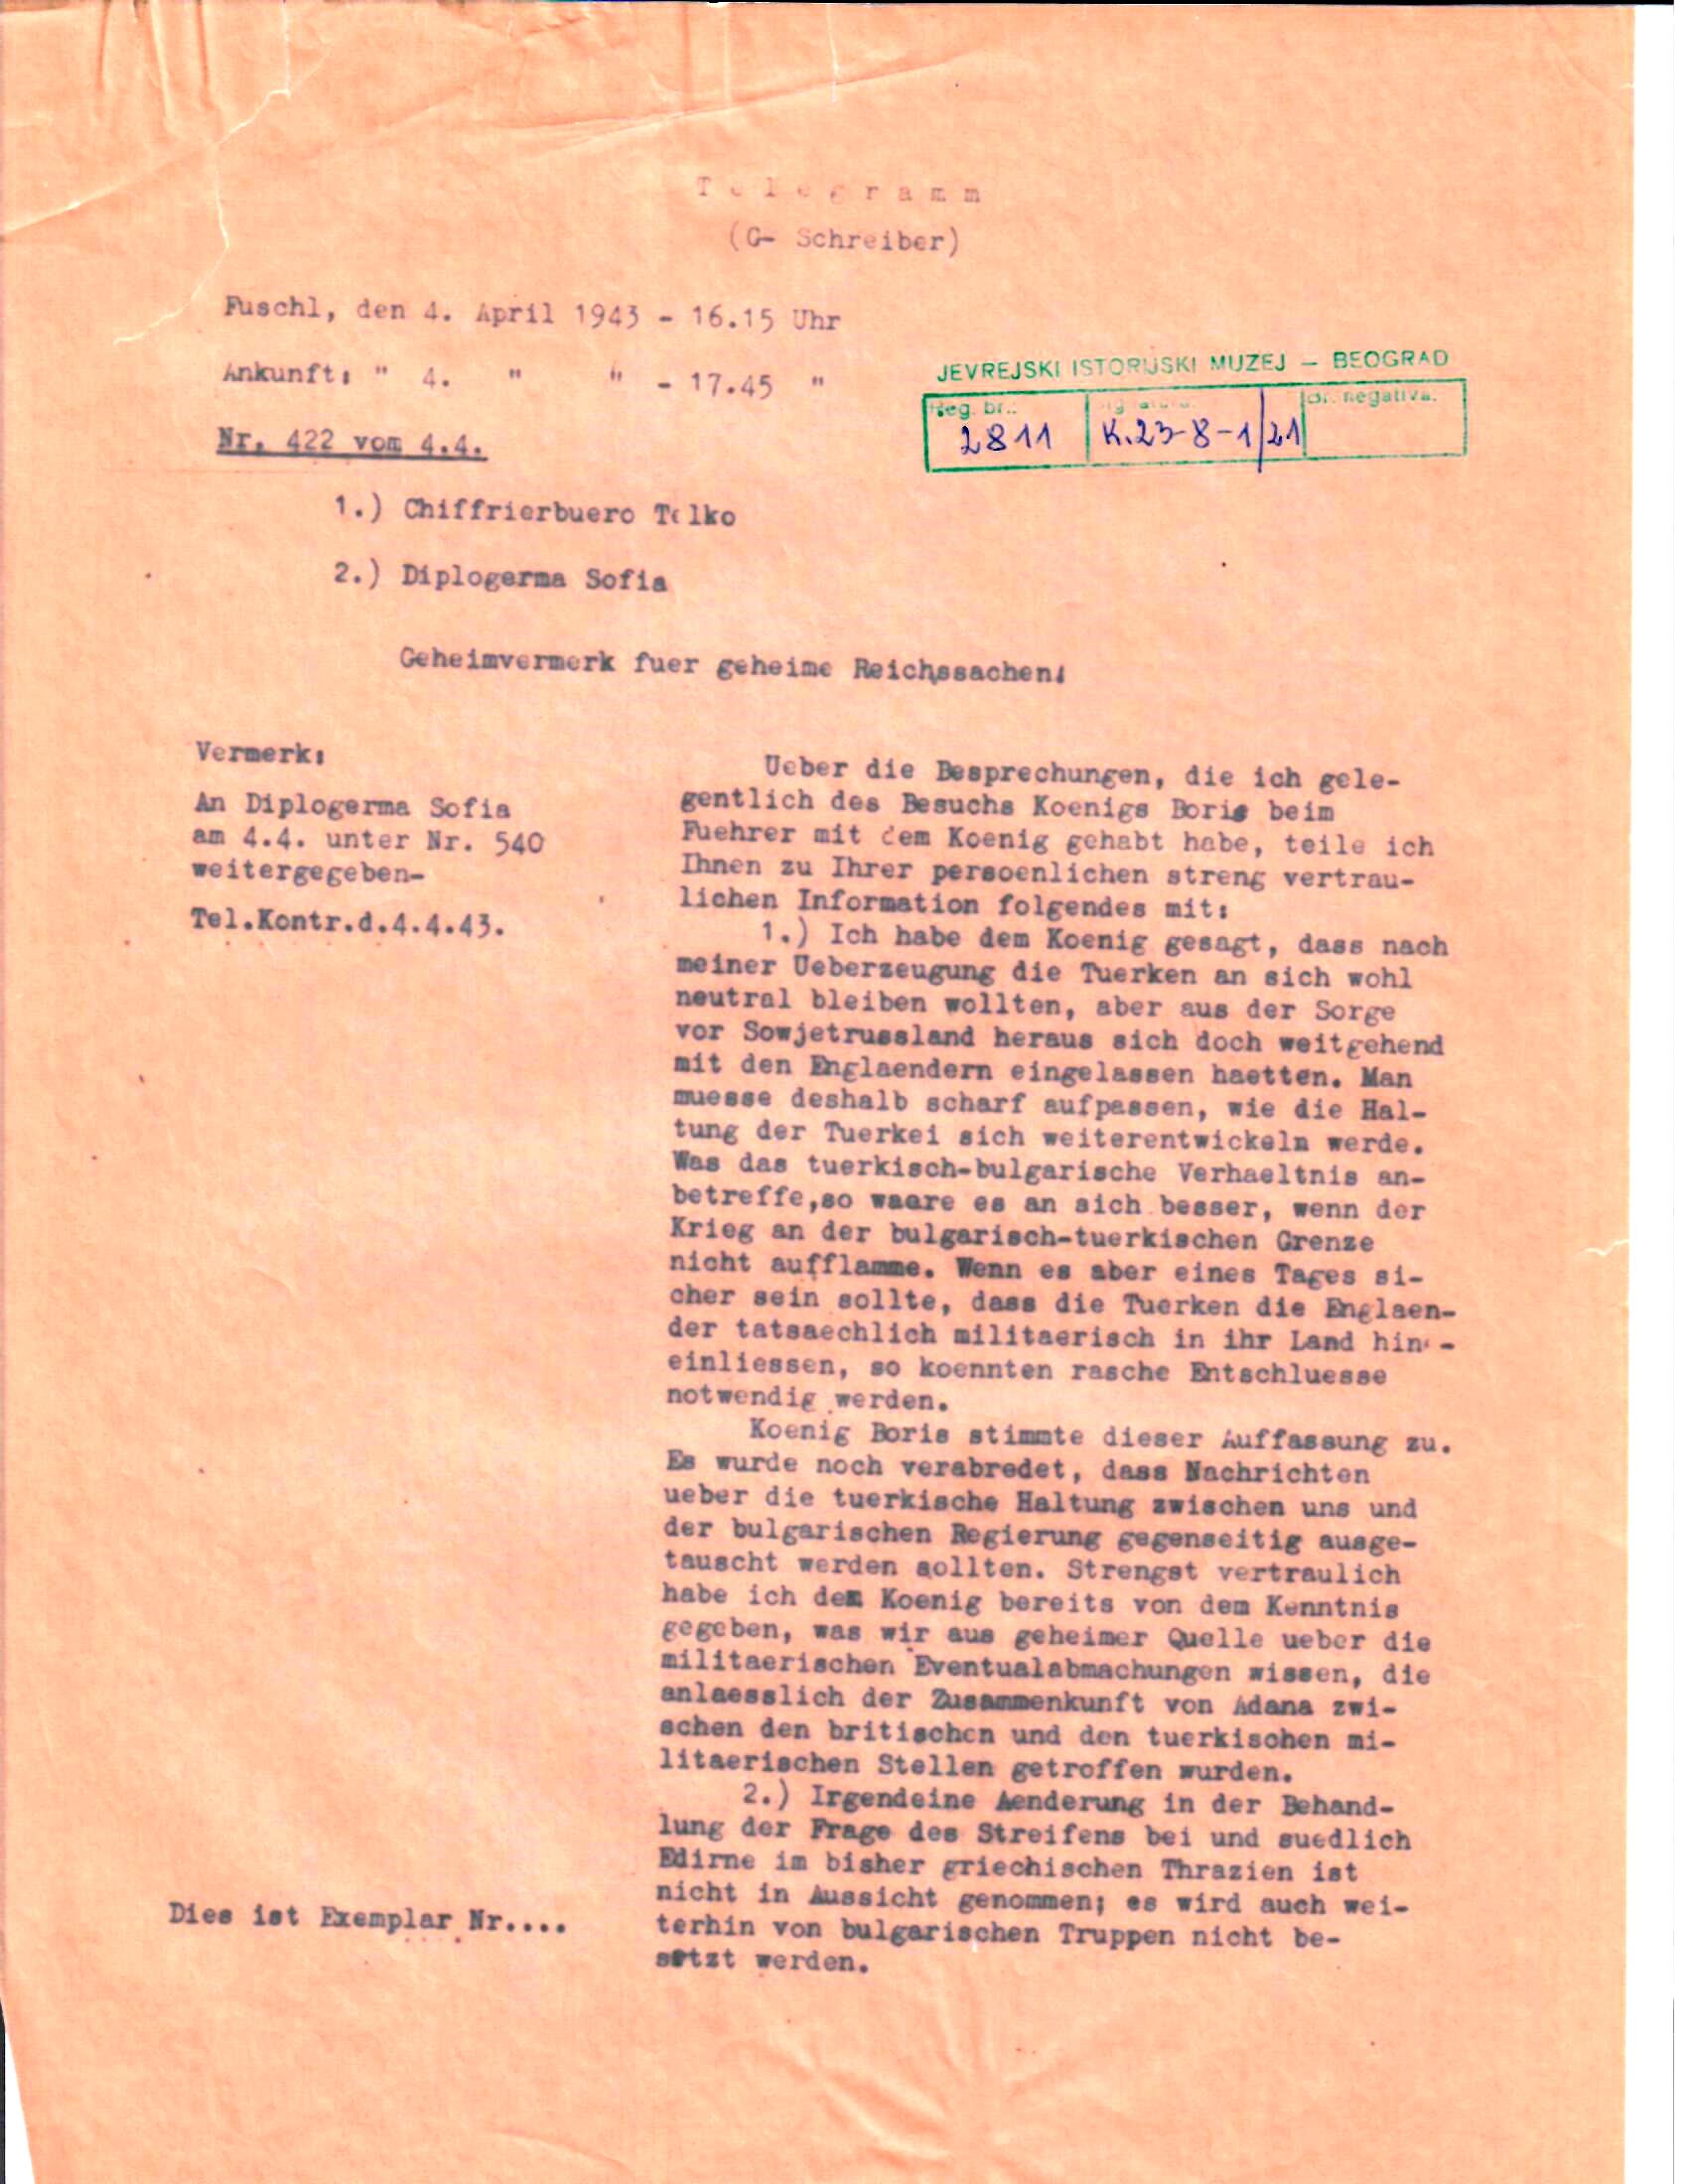 Telegramm
(G- Schreiber)
Fuschl, den 4. April 1943 - 16.15 Uhr
Ankunft: " 4. " " - 17.45 "
JEVREJSKI ISTORIJSKI MUZEJ — BEOGRAD
Reg. br.: Signatura: Br. negativa:
2811 K.23-8-1/21
Nr. 422 vom 4.4.
1.) Chiffrierbuero Telko
2.) Diplogerma Sofia
Geheimvermerk fuer geheime Reichssachen:
Vermerk:
An Diplogerma Sofia
am 4.4. unter Nr. 540
weitergegeben-
Tel.Kontr.d.4.4.43.
Ueber die Besprechungen, die ich gele-
gentlich des Besuchs Koenigs Boris beim
Fuehrer mit dem Koenig gehabt habe, teile ich
Ihnen zu Ihrer persoenlichen streng vertrau-
lichen Information folgendes mit:
1.) Ich habe dem Koenig gesagt, dass nach
meiner Ueberzeugung die Tuerken an sich wohl
neutral bleiben wollten, aber aus der Sorge
vor Sowjetrussland heraus sich doch weitgehend
mit den Englaendern eingelassen haetten. Man
muesse deshalb scharf aufpassen, wie die Hal-
tung der Tuerkei sich weiterentwickeln werde.
Was das tuerkisch-bulgarische Verhaeltnis an-
betreffe,so waere es an sich besser, wenn der
Krieg an der bulgarisch-tuerkischen Grenze
nicht aufflamme. Wenn es aber eines Tages si-
cher sein sollte, dass die Tuerken die Englaen-
der tatsaechlich militaerisch in ihr Land hin-
einliessen, so koennten rasche Entschluesse
notwendig werden.
Koenig Boris stimmte dieser Auffassung zu.
Es wurde noch verabredet, dass Nachrichten
ueber die tuerkische Haltung zwischen uns und
der bulgarischen Regierung gegenseitig ausge-
tauscht werden sollten. Strengst vertraulich
habe ich dem Koenig bereits von dem Kenntnis
gegeben, was wir aus geheimer Quelle ueber die
militaerischen Eventualabmachungen wissen, die
anlaesslich der Zusammenkunft von Adana zwi-
schen den britischen und den tuerkischen mi-
litaerischen Stellen getroffen wurden.
2.) Irgendeine Aenderung in der Behand-
lung der Frage des Streifens bei und suedlich
Edirne im bisher griechischen Thrazien ist
nicht in Aussicht genommen; es wird auch wei-
terhin von bulgarischen Truppen nicht be-
setzt werden.
Dies ist Exemplar Nr....